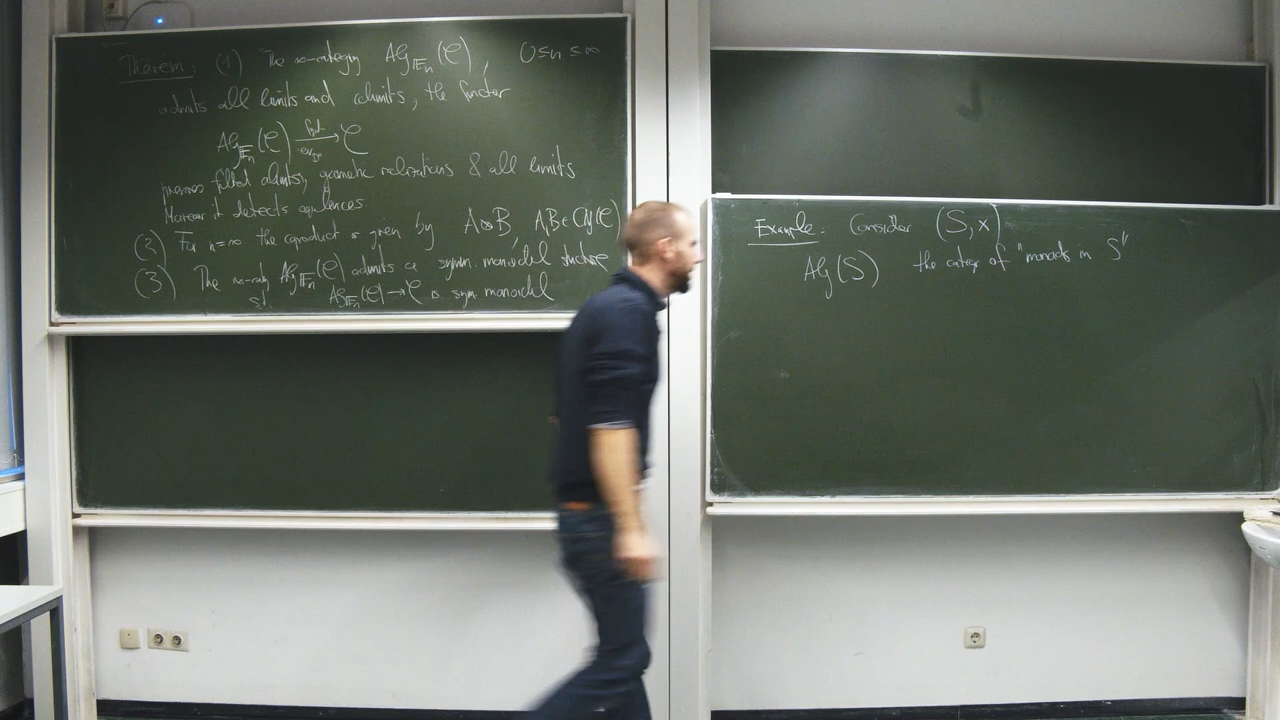 Theorem: (1) The ∞-category Alg_{𝔼_n}(𝒞), 0≤n≤∞
admits all limits and colimits, the functor
Alg_{𝔼_n}(𝒞) → 𝒞
preserves filtered colimits, geometric realizations & all limits
Moreover it detects equivalences
(2) For n=∞ the coproduct is given by A⊗B, A,B∈CAlg(𝒞)
(3) The ∞-cat. Alg_{𝔼_n}(𝒞) admits a symm. monoidal structure
s.t. Alg_{𝔼_n}(𝒞)→𝒞 is sym. monoidal
Example: Consider (S,×)
Alg(S) the category of "monoids in S"